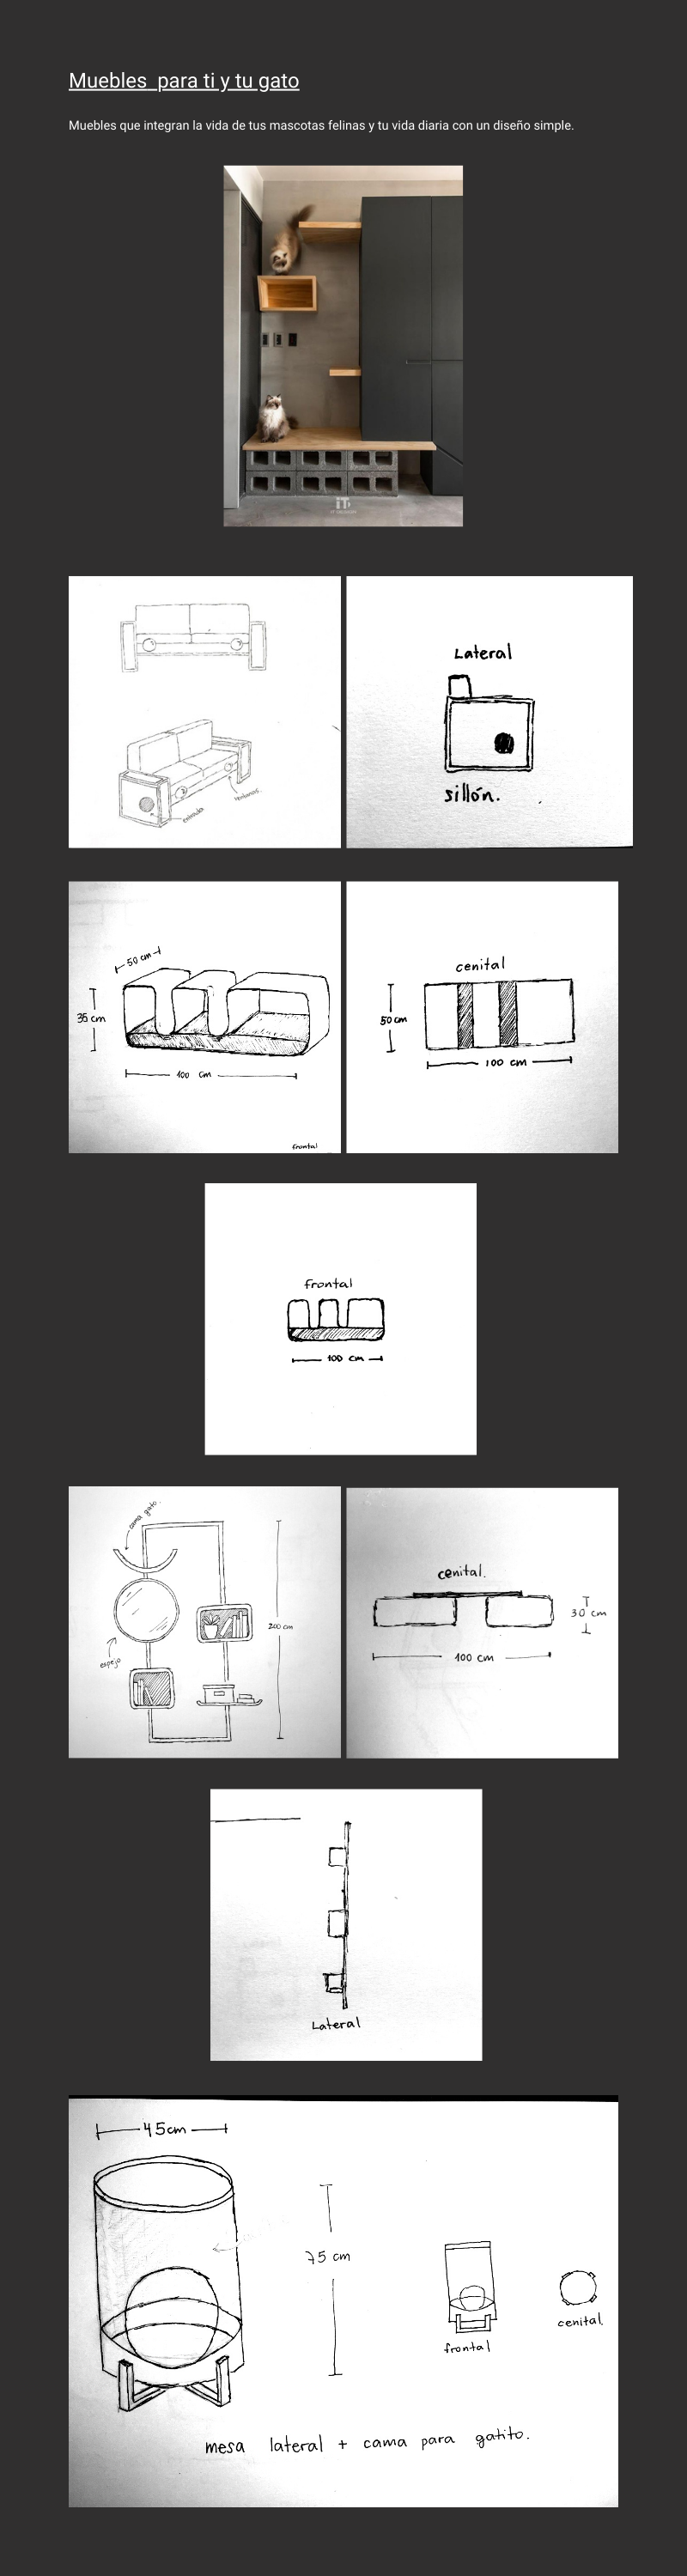 Muebles para ti y tu gato
Muebles que integran la vida de tus mascotas felinas y tu vida diaria con un diseño simple.
iT
entrada
ventanas.
Lateral
sillón.
50 cm
35 cm
100 cm
frontal
cenital
50 cm
100 cm
frontal
100 cm
cama gato.
espejo
200 cm
cenital.
30 cm
100 cm
Lateral
45cm
75 cm
frontal
cenital.
mesa lateral + cama para gatito.